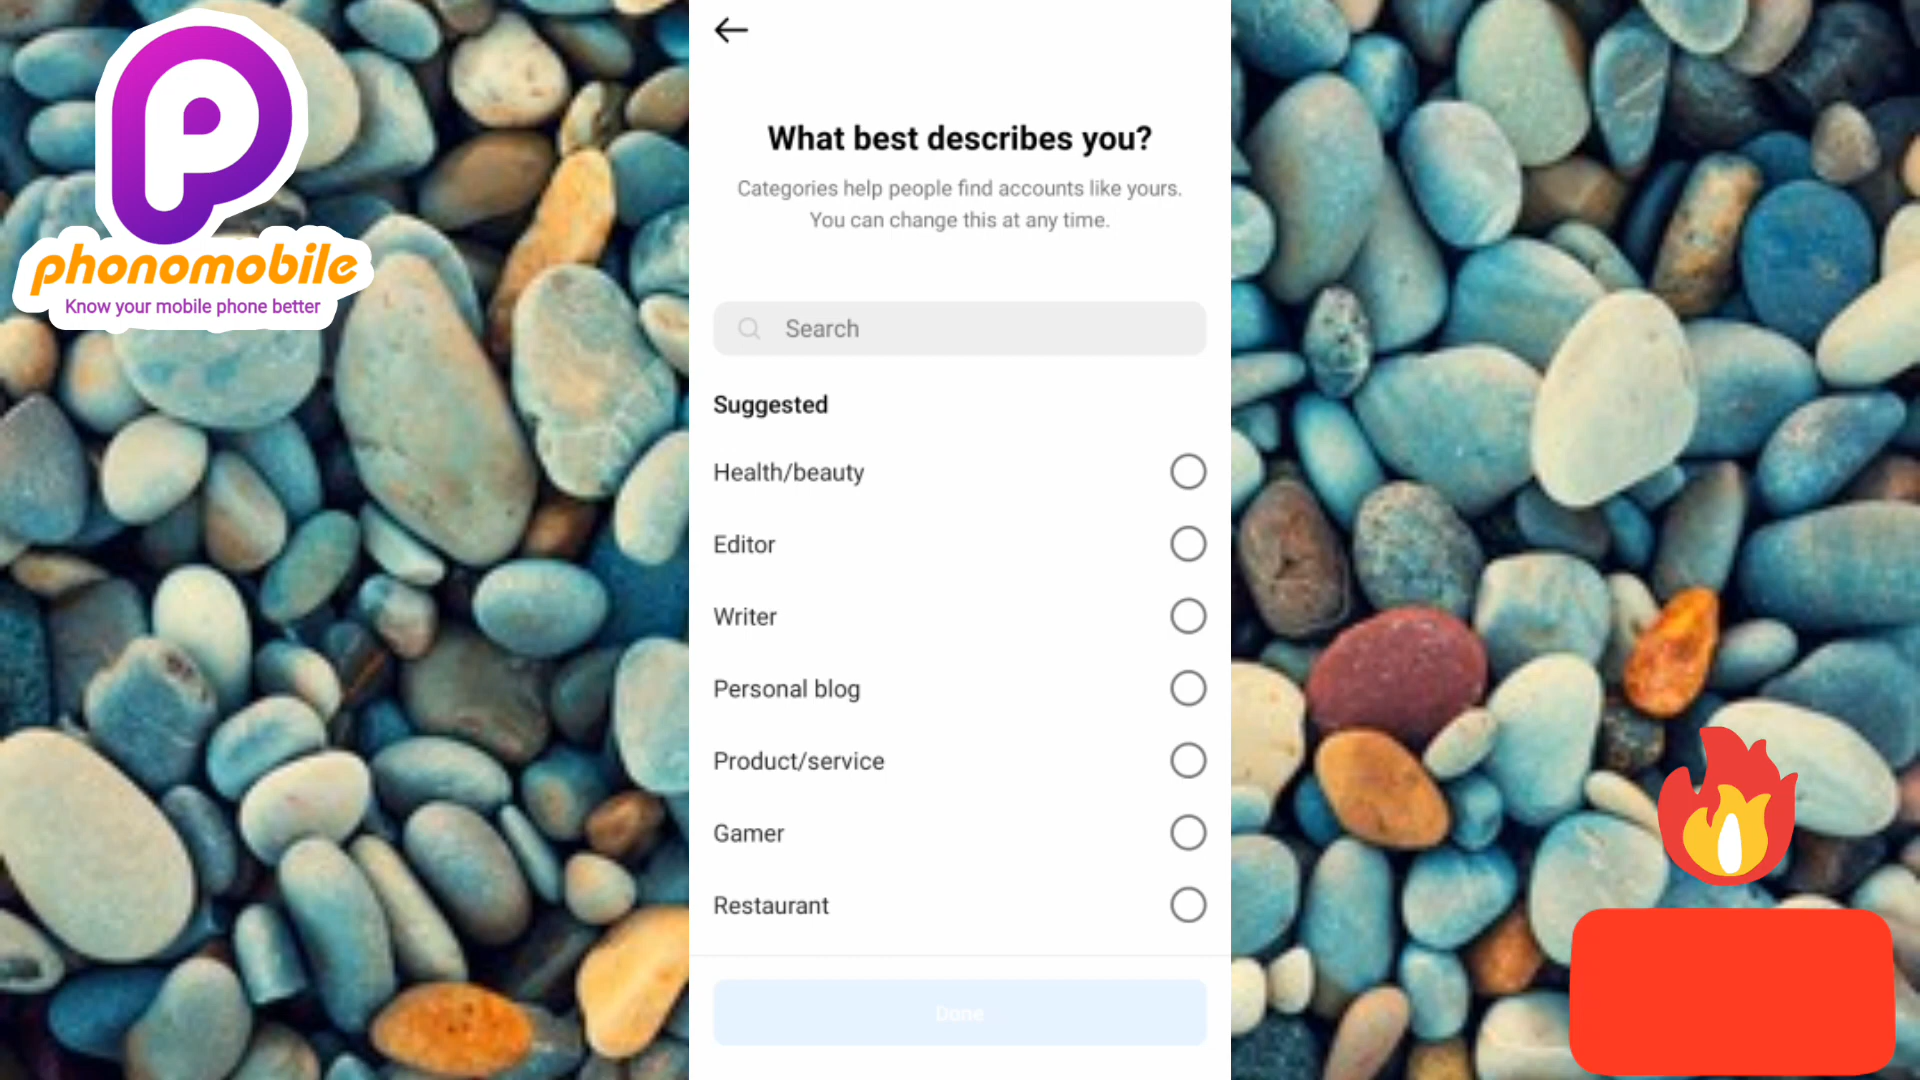 phonomobile
Know your mobile phone better
What best describes you?
Categories help people find accounts like yours.
You can change this at any time.
Search
Suggested
Health/beauty
Editor
Writer
Personal blog
Product/service
Gamer
Restaurant
Done